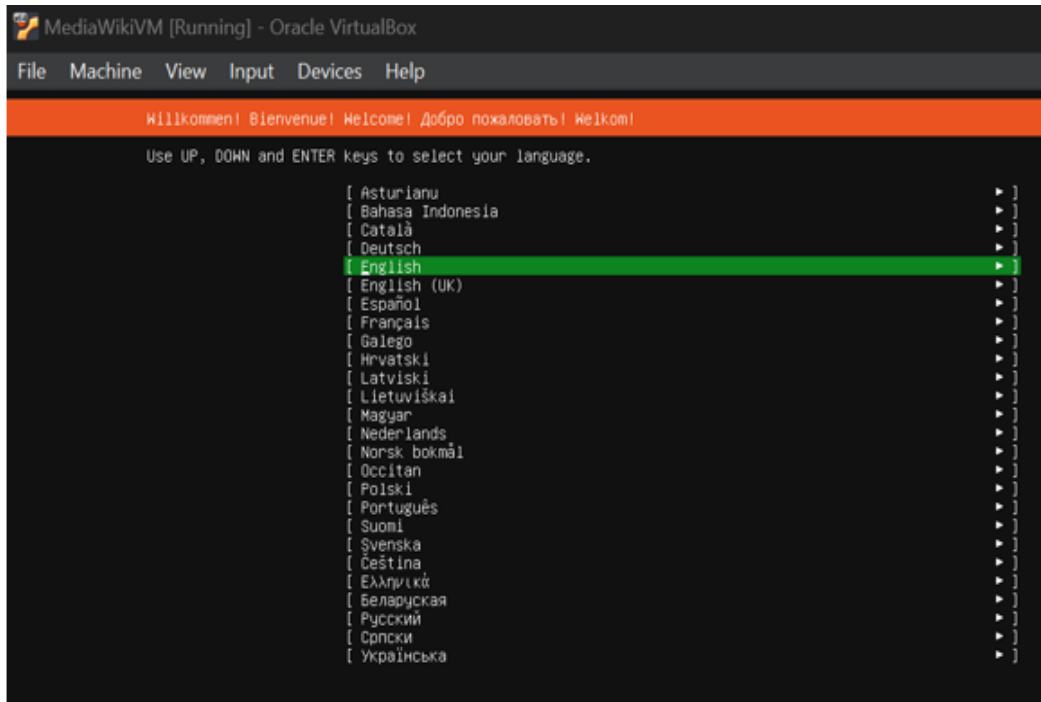 MediaWikiVM [Running] - Oracle VirtualBox
File Machine View Input Devices Help
Willkommen! Bienvenue! Welcome! Добро пожаловать! Welkom!
Use UP, DOWN and ENTER keys to select your language.
[ Asturianu ► ]
[ Bahasa Indonesia ► ]
[ Català ► ]
[ Deutsch ► ]
[ English ► ]
[ English (UK) ► ]
[ Español ► ]
[ Français ► ]
[ Galego ► ]
[ Hrvatski ► ]
[ Latviski ► ]
[ Lietuviškai ► ]
[ Magyar ► ]
[ Nederlands ► ]
[ Norsk bokmål ► ]
[ Occitan ► ]
[ Polski ► ]
[ Português ► ]
[ Suomi ► ]
[ Svenska ► ]
[ Čeština ► ]
[ Ελληνικά ► ]
[ Беларуская ► ]
[ Русский ► ]
[ Српски ► ]
[ Українська ► ]